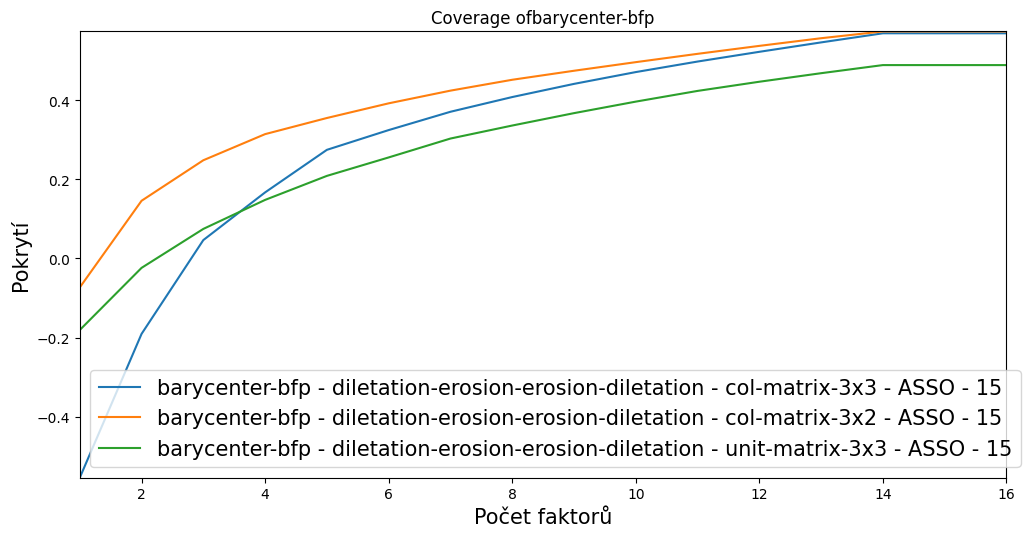 Coverage ofbarycenter-bfp
Pokrytí
0.4
0.2
0.0
−0.2
−0.4
barycenter-bfp - diletation-erosion-erosion-diletation - col-matrix-3x3 - ASSO - 15
barycenter-bfp - diletation-erosion-erosion-diletation - col-matrix-3x2 - ASSO - 15
barycenter-bfp - diletation-erosion-erosion-diletation - unit-matrix-3x3 - ASSO - 15
2 4 6 8 10 12 14 16
Počet faktorů